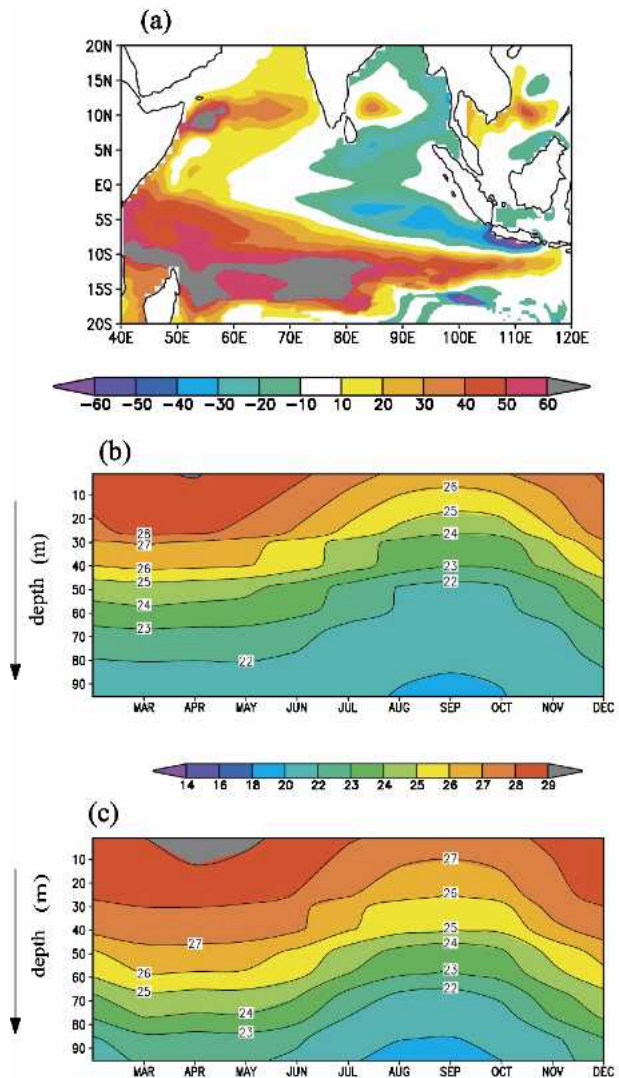 (a)
20N
15N
10N
5N
EQ
5S
10S
15S
20S
40E 50E 60E 70E 80E 90E 100E 110E 120E
-60 -50 -40 -30 -20 -10 10 20 30 40 50 60
(b)
depth (m)
10
20
30
40
50
60
70
80
90
26
25
24
23
22
28
27
26
25
24
23
22
MAR APR MAY JUN JUL AUG SEP OCT NOV DEC
14 16 18 20 22 23 24 25 26 27 28 29
(c)
depth (m)
10
20
30
40
50
60
70
80
90
27
26
25
24
23
22
27
26
25
24
23
MAR APR MAY JUN JUL AUG SEP OCT NOV DEC